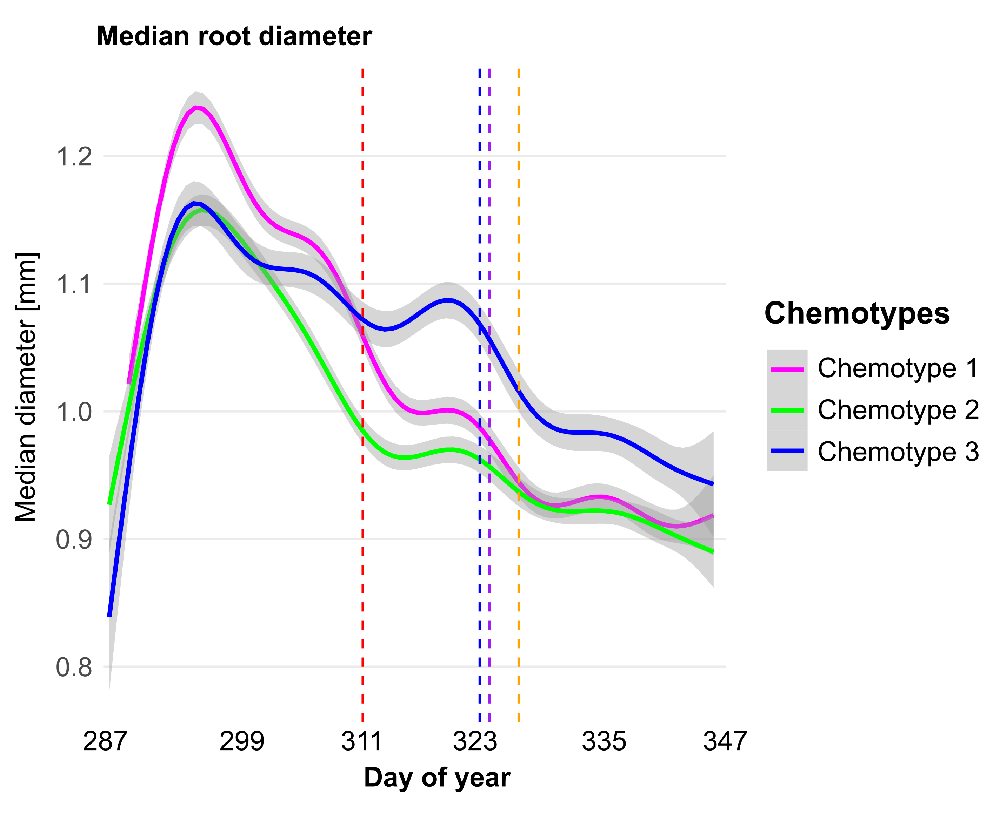 Median root diameter
Median diameter [mm]
1.2
1.1
1.0
0.9
0.8
287 299 311 323 335 347
Day of year
Chemotypes
Chemotype 1
Chemotype 2
Chemotype 3